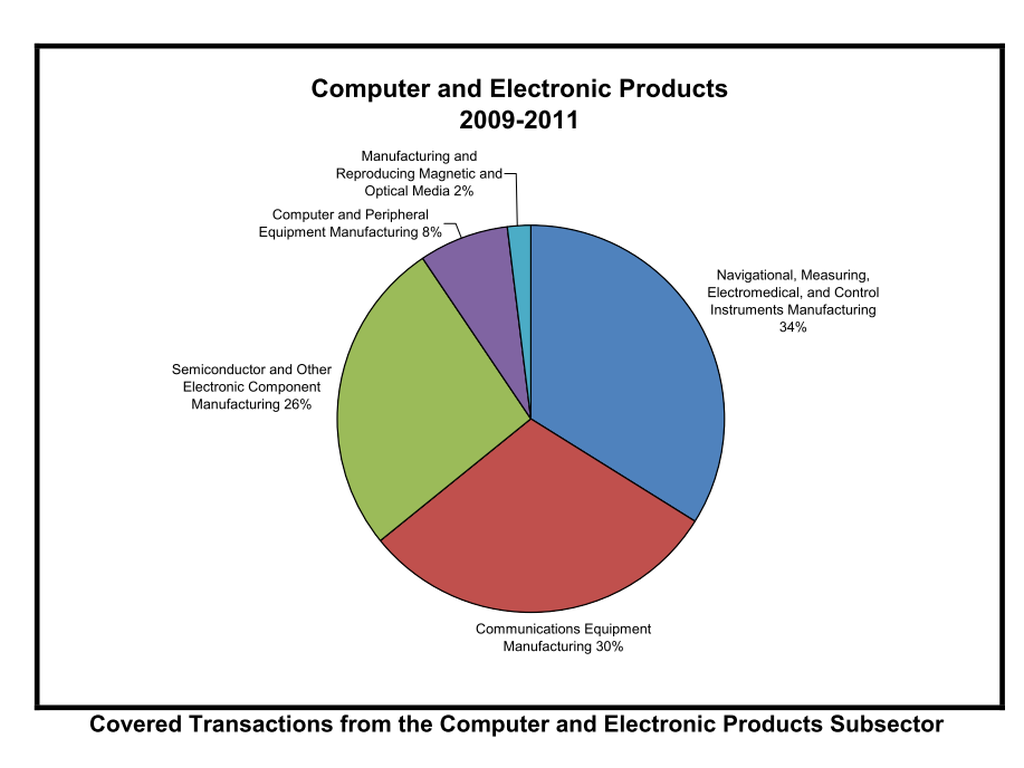 Computer and Electronic Products
2009-2011
Manufacturing and
Reproducing Magnetic and
Optical Media 2%
Computer and Peripheral
Equipment Manufacturing 8%
Navigational, Measuring,
Electromedical, and Control
Instruments Manufacturing
34%
Semiconductor and Other
Electronic Component
Manufacturing 26%
Communications Equipment
Manufacturing 30%
Covered Transactions from the Computer and Electronic Products Subsector